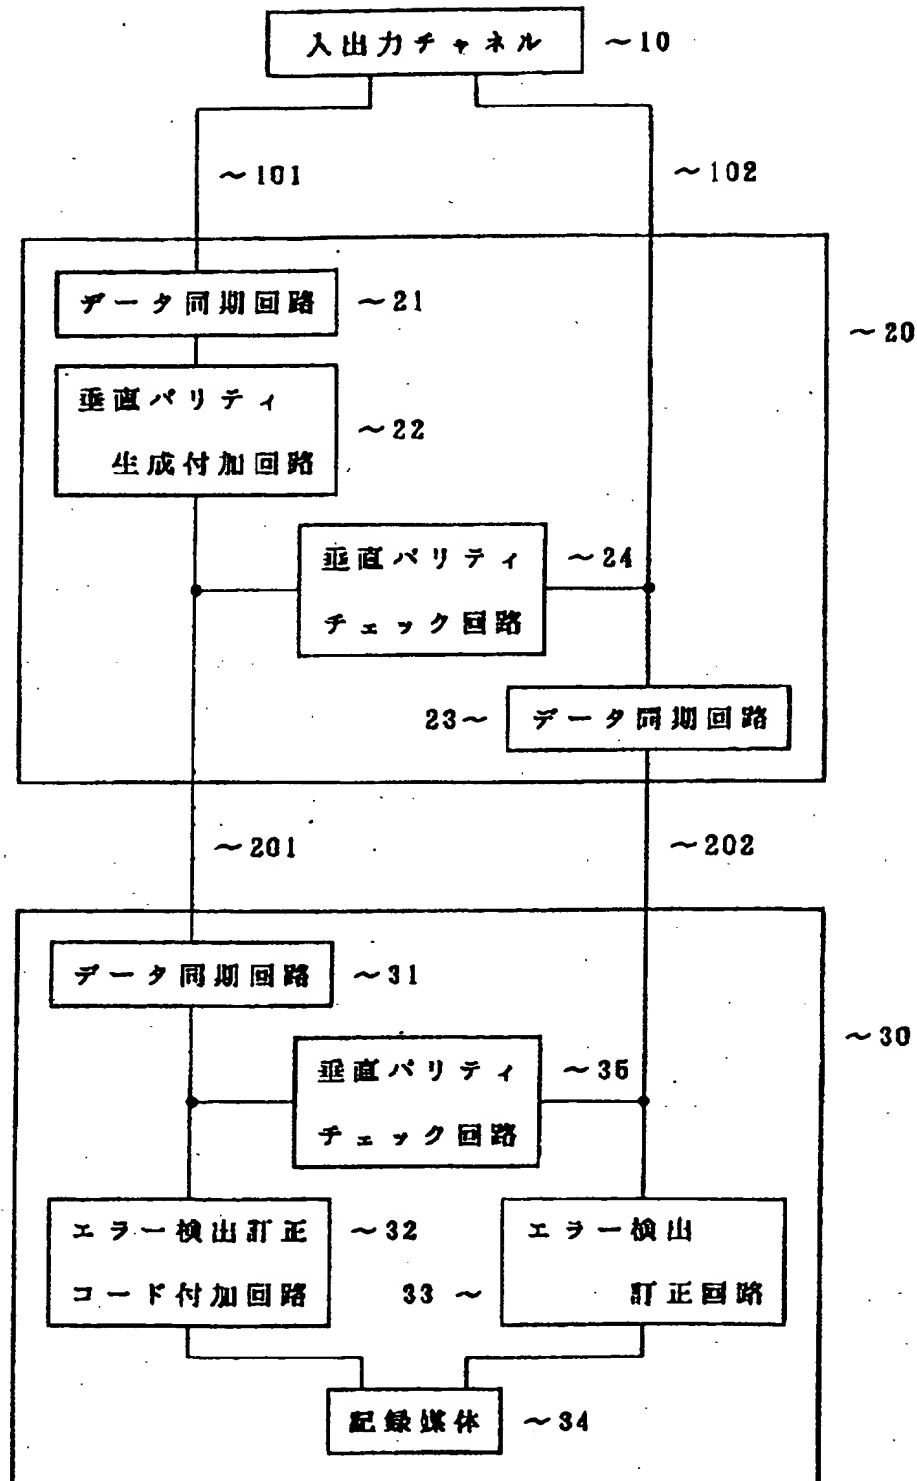 入出力チャネル ～10
～101
～102
データ同期回路 ～21
～20
垂直パリティ
生成付加回路
～22
垂直パリティ ～24
チェック回路
23～ データ同期回路
～201
～202
データ同期回路 ～31
～30
垂直パリティ ～35
チェック回路
エラー検出訂正 ～32
コード付加回路
エラー検出
33 ～ 訂正回路
記録媒体 ～34